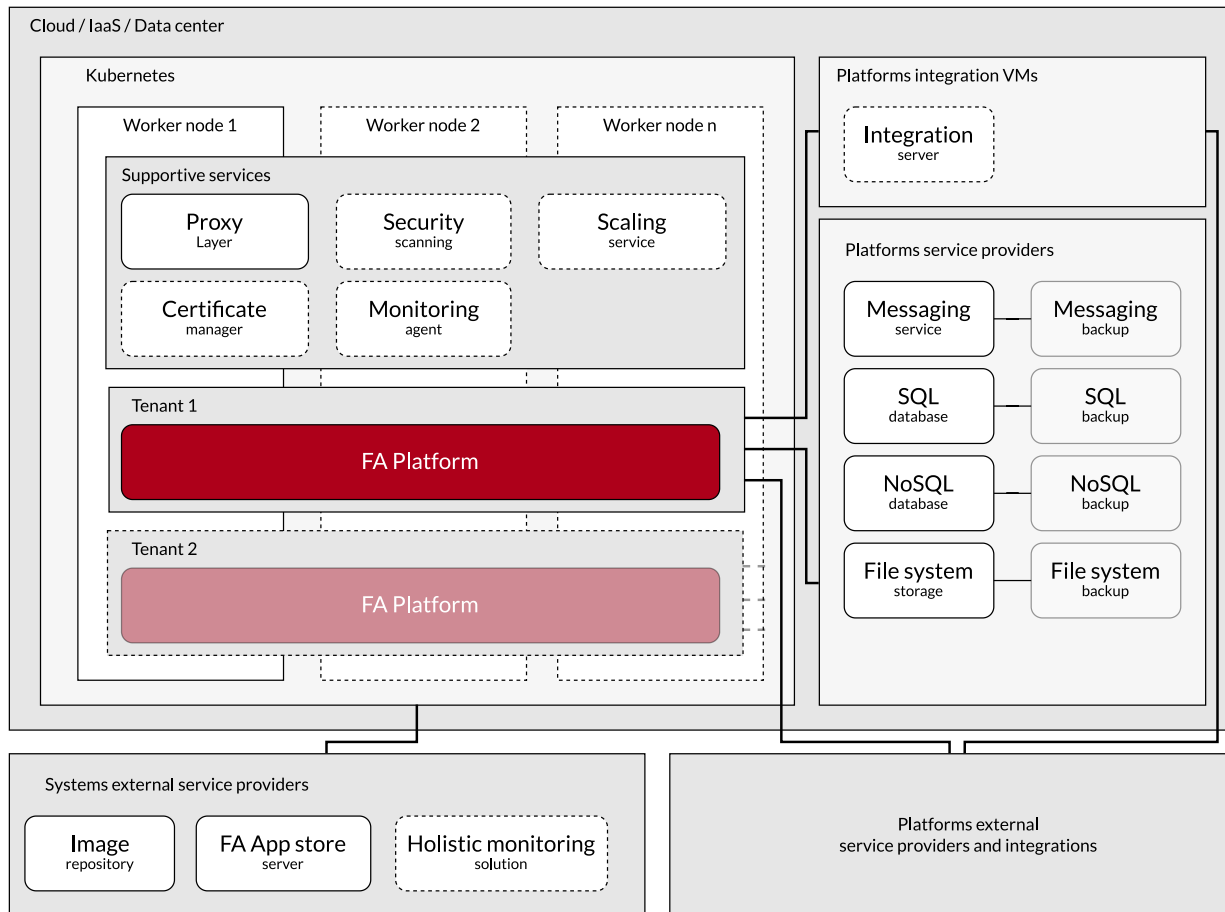 Cloud / IaaS / Data center
Kubernetes
Worker node 1
Worker node 2
Worker node n
Supportive services
Proxy
Layer
Security
scanning
Scaling
service
Certificate
manager
Monitoring
agent
Tenant 1
FA Platform
Tenant 2
FA Platform
Platforms integration VMs
Integration
server
Platforms service providers
Messaging
service
Messaging
backup
SQL
database
SQL
backup
NoSQL
database
NoSQL
backup
File system
storage
File system
backup
Systems external service providers
Image
repository
FA App store
server
Holistic monitoring
solution
Platforms external
service providers and integrations